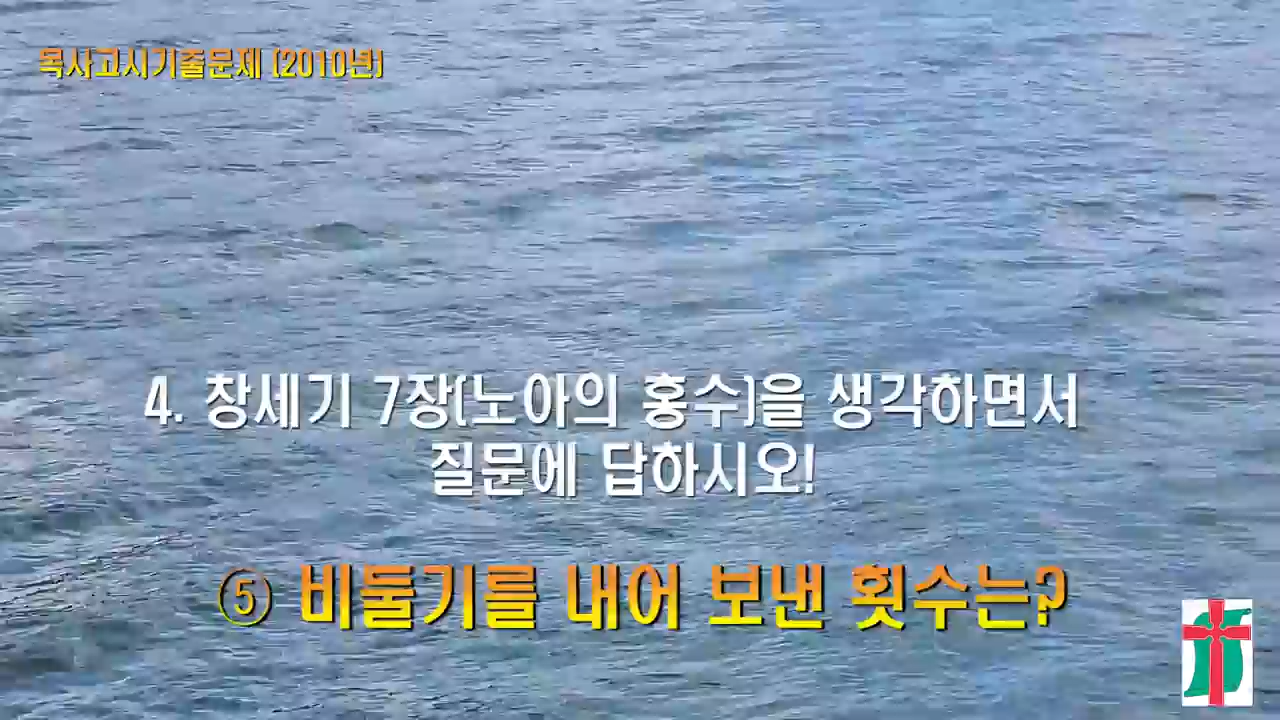 목사고시기출문제 (2010년)
4. 창세기 7장(노아의 홍수)을 생각하면서
질문에 답하시오!
⑤ 비둘기를 내어 보낸 횟수는?